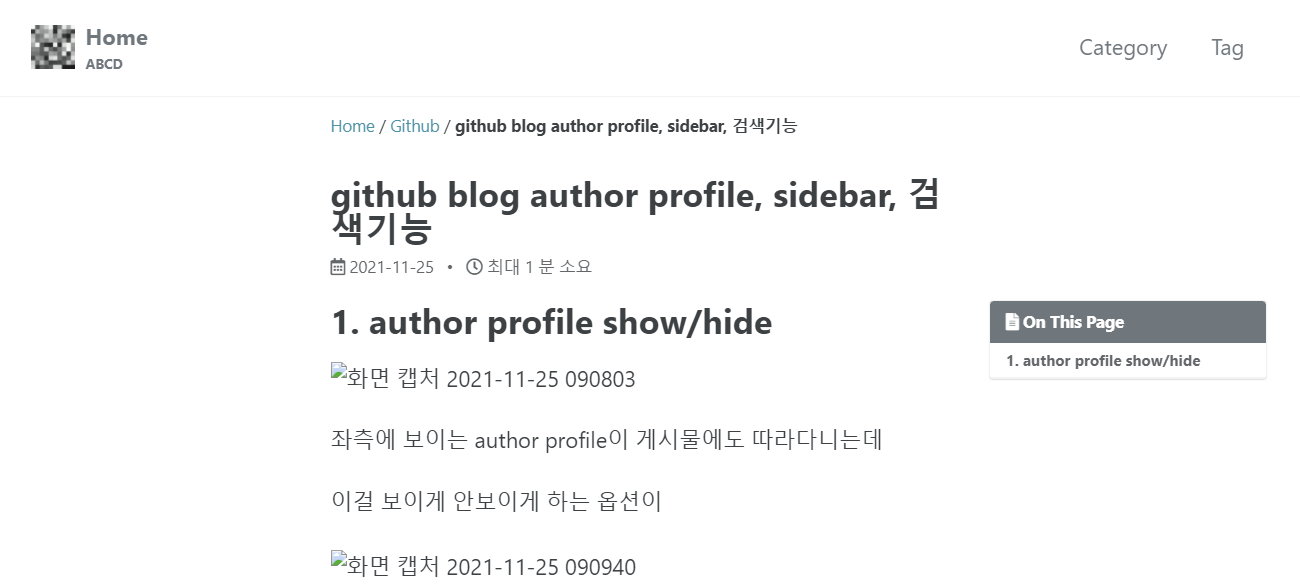 Home
ABCD
Category
Tag
Home / Github / github blog author profile, sidebar, 검색기능
github blog author profile, sidebar, 검
색기능
2021-11-25 • 최대 1 분 소요
1. author profile show/hide
On This Page
1. author profile show/hide
화면 캡처 2021-11-25 090803
좌측에 보이는 author profile이 게시물에도 따라다니는데
이걸 보이게 안보이게 하는 옵션이
화면 캡처 2021-11-25 090940